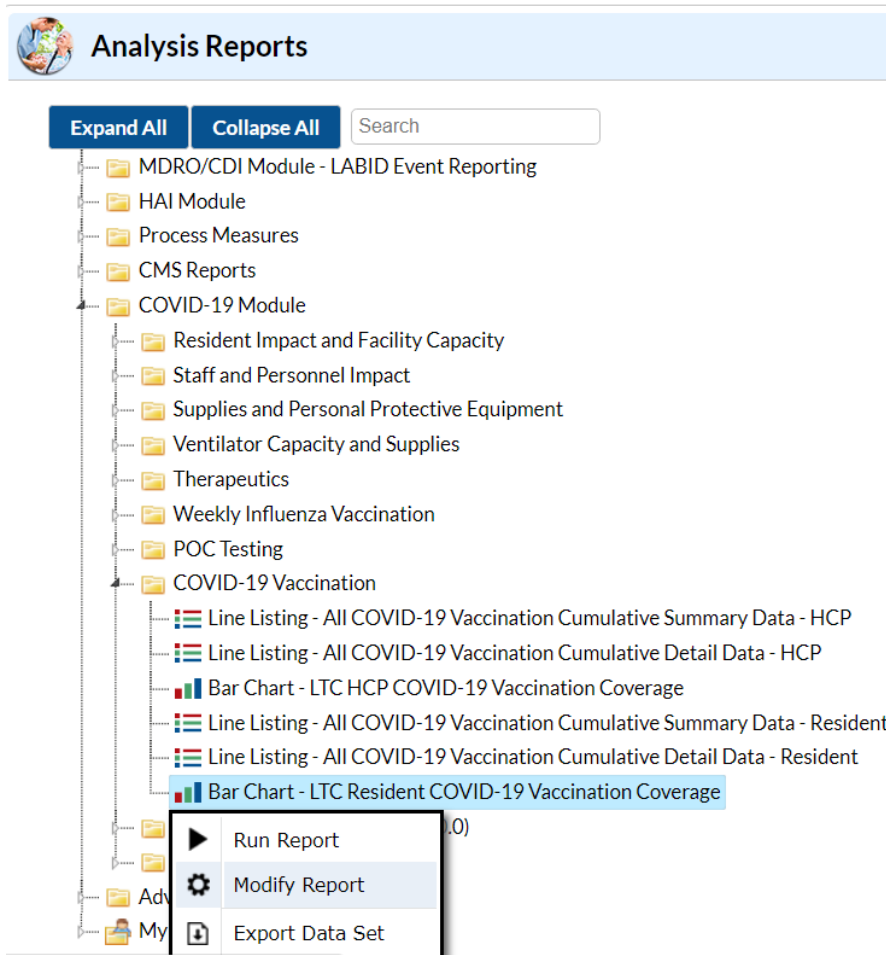 Analysis Reports
Expand All Collapse All Search
MDRO/CDI Module - LABID Event Reporting
HAI Module
Process Measures
CMS Reports
COVID-19 Module
Resident Impact and Facility Capacity
Staff and Personnel Impact
Supplies and Personal Protective Equipment
Ventilator Capacity and Supplies
Therapeutics
Weekly Influenza Vaccination
POC Testing
COVID-19 Vaccination
Line Listing - All COVID-19 Vaccination Cumulative Summary Data - HCP
Line Listing - All COVID-19 Vaccination Cumulative Detail Data - HCP
Bar Chart - LTC HCP COVID-19 Vaccination Coverage
Line Listing - All COVID-19 Vaccination Cumulative Summary Data - Resident
Line Listing - All COVID-19 Vaccination Cumulative Detail Data - Resident
Bar Chart - LTC Resident COVID-19 Vaccination Coverage
.0)
Run Report
Modify Report
Adv
My
Export Data Set